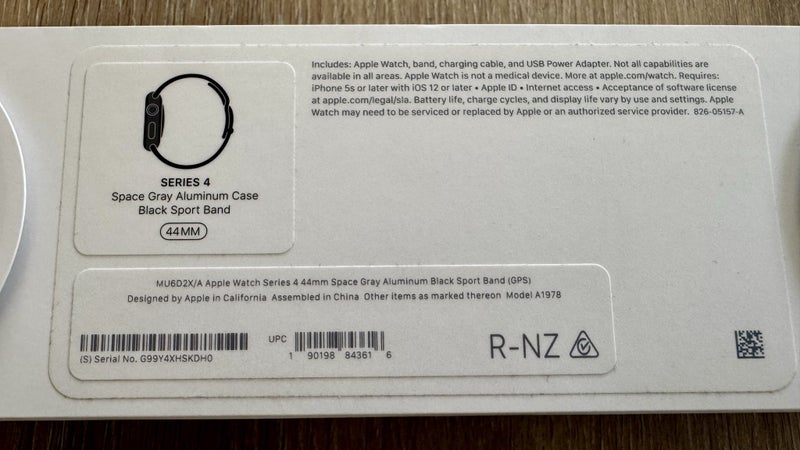 Includes: Apple Watch, band, charging cable, and USB Power Adapter. Not all capabilities are
available in all areas. Apple Watch is not a medical device. More at apple.com/watch. Requires:
iPhone 5s or later with iOS 12 or later • Apple ID • Internet access • Acceptance of software license
at apple.com/legal/sla. Battery life, charge cycles, and display life vary by use and settings. Apple
Watch may need to be serviced or replaced by Apple or an authorized service provider. 826-05157-A
SERIES 4
Space Gray Aluminum Case
Black Sport Band
44MM
MU6D2X/A Apple Watch Series 4 44mm Space Gray Aluminum Black Sport Band (GPS)
Designed by Apple in California Assembled in China Other items as marked thereon Model A1978
(S) Serial No. G99Y4XHSKDH0
UPC
1 90198 84361 6
R-NZ